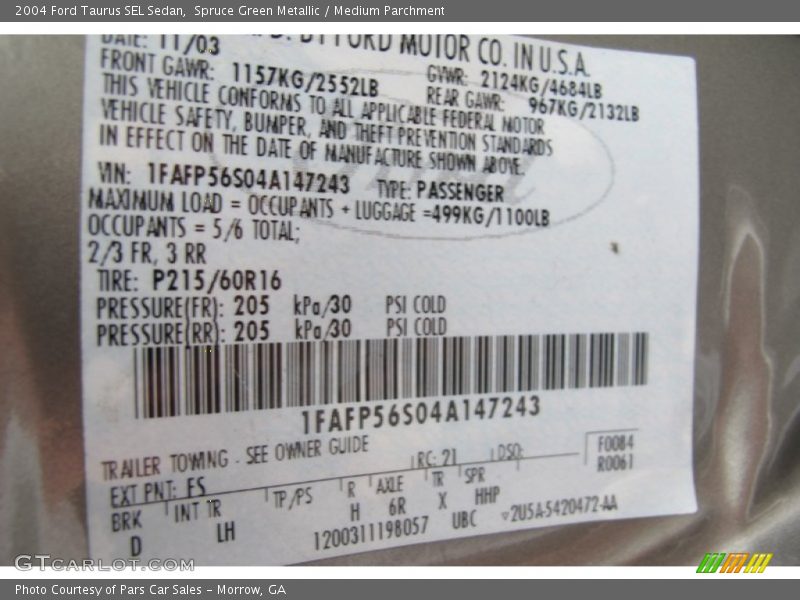 2004 Ford Taurus SEL Sedan,  Spruce Green Metallic / Medium Parchment
DATE: 11/03
BY FORD MOTOR CO. IN U.S.A.
FRONT GAWR: 1157KG/2552LB
GVWR: 2124KG/4684LB
REAR GAWR: 967KG/2132LB
THIS VEHICLE CONFORMS TO ALL APPLICABLE FEDERAL MOTOR
VEHICLE SAFETY, BUMPER, AND THEFT PREVENTION STANDARDS
IN EFFECT ON THE DATE OF MANUFACTURE SHOWN ABOVE.
VIN: 1FAFP56S04A147243 TYPE: PASSENGER
MAXIMUM LOAD = OCCUPANTS + LUGGAGE =499KG/1100LB
OCCUPANTS = 5/6 TOTAL;
2/3 FR, 3 RR
TIRE: P215/60R16
PRESSURE(FR): 205 kPa/30 PSI COLD
PRESSURE(RR): 205 kPa/30 PSI COLD
1FAFP56S04A147243
TRAILER TOWING - SEE OWNER GUIDE
EXT PNT: FS RC: 21 DSO: F0084
R0061
BRK INT TR TP/PS R AXLE TR SPR
D LH H 6R X HHP
1200311198057 UBC ▿2U5A-5420472-AA
GTCARLOT.COM
Photo Courtesy of Pars Car Sales - Morrow, GA